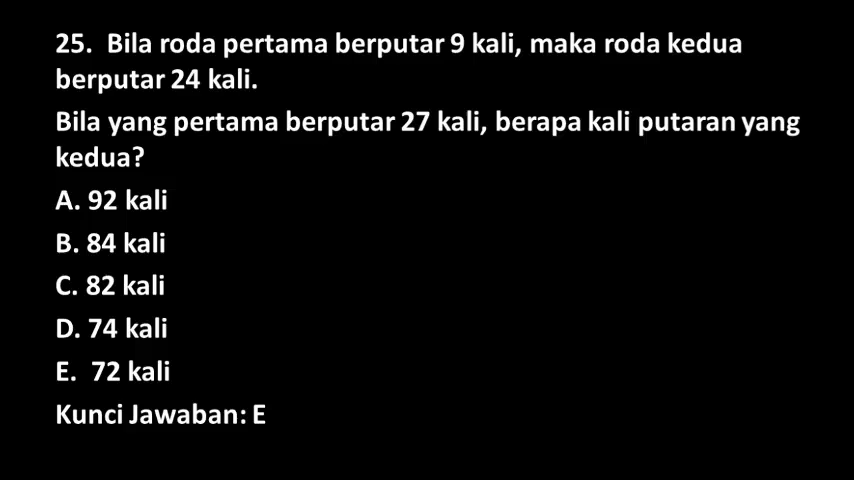 25. Bila roda pertama berputar 9 kali, maka roda kedua
berputar 24 kali.
Bila yang pertama berputar 27 kali, berapa kali putaran yang
kedua?
A. 92 kali
B. 84 kali
C. 82 kali
D. 74 kali
E. 72 kali
Kunci Jawaban: E